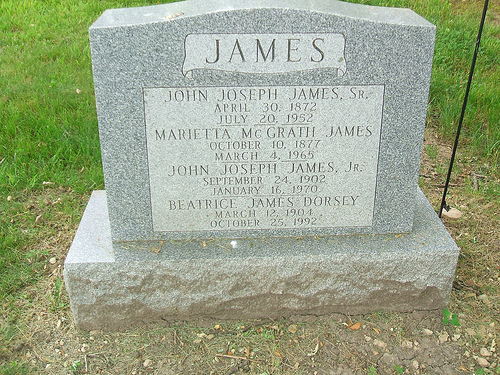 JAMES
JOHN JOSEPH JAMES, SR.
APRIL 30, 1872
JULY 20, 1952
MARIETTA MCGRATH JAMES
OCTOBER 10, 1877
MARCH 4, 1965
JOHN JOSEPH JAMES, JR.
SEPTEMBER 24, 1902
JANUARY 16, 1970
BEATRICE JAMES DORSEY
MARCH 12, 1904
OCTOBER 25, 1992